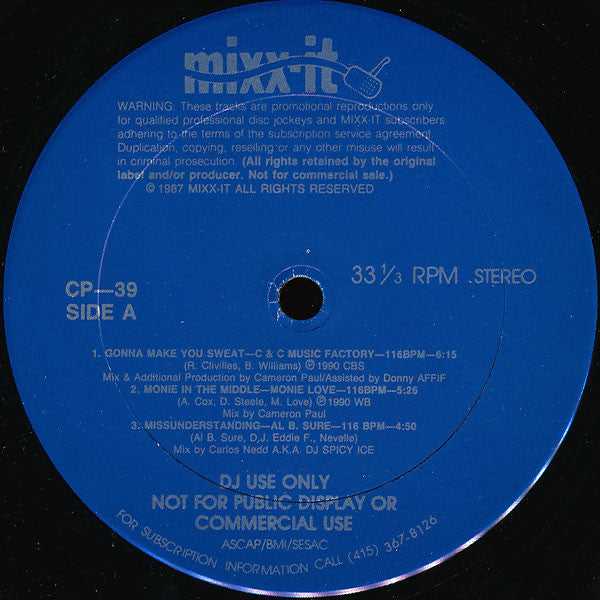 mixx-it
WARNING. These tracks are promotional reproductions only
for qualified professional disc jockeys and MIXX-IT subscribers
adhering to the terms of the subscription service agreement.
Duplication, copying, reselling or any other misuse will result
in criminal prosecution. (All rights retained by the original
label and/or producer. Not for commercial sale.)
© 1987 MIXX-IT ALL RIGHTS RESERVED
33 1/3 RPM STEREO
CP—39
SIDE A
1. GONNA MAKE YOU SWEAT—C & C MUSIC FACTORY—116BPM—6:15
(R. Clivilles, B. Williams) ℗ 1990 CBS
Mix & Additional Production by Cameron Paul/Assisted by Donny AFFIF
2. MONIE IN THE MIDDLE—MONIE LOVE—116BPM—5:26
(A. Cox, D. Steele, M. Love) ℗ 1990 WB
Mix by Cameron Paul
3. MISSUNDERSTANDING—AL B. SURE—116 BPM—4:50
(Al B. Sure, D,J. Eddie F., Nevelle)
Mix by Carlos Nedd A.K.A. DJ SPICY ICE
DJ USE ONLY
NOT FOR PUBLIC DISPLAY OR
COMMERCIAL USE
ASCAP/BMI/SESAC
FOR SUBSCRIPTION INFORMATION CALL (415) 367-8126